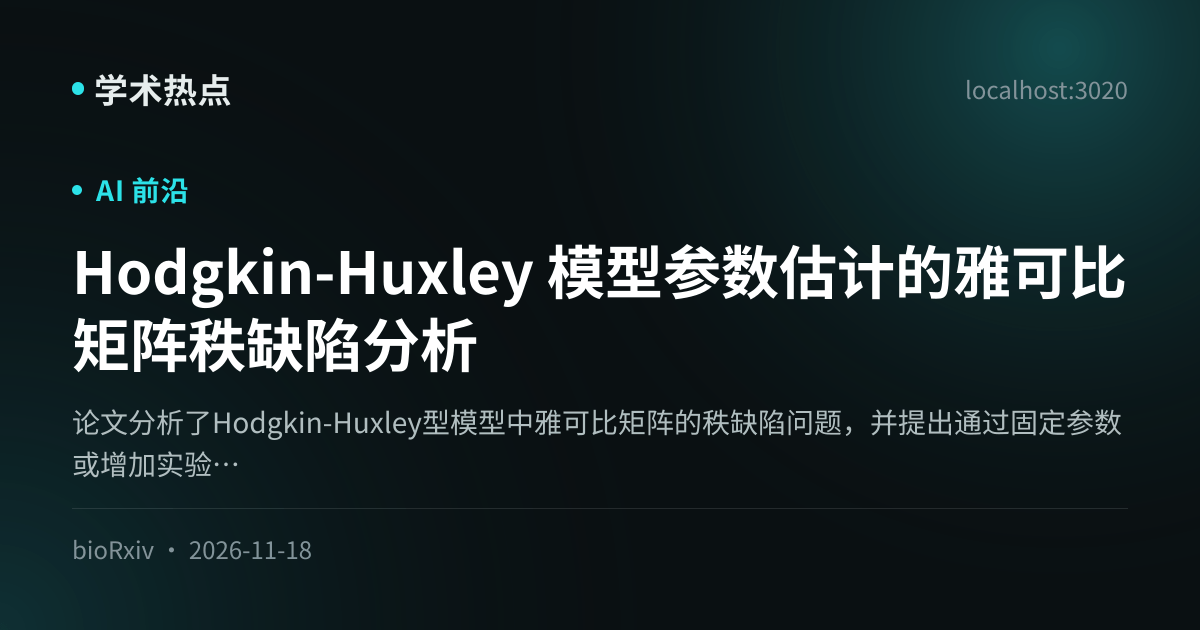 学术热点
localhost:3020
AI 前沿
Hodgkin-Huxley 模型参数估计的雅可比
矩阵秩缺陷分析
论文分析了Hodgkin-Huxley型模型中雅可比矩阵的秩缺陷问题，并提出通过固定参数
或增加实验…
bioRxiv · 2026-11-18